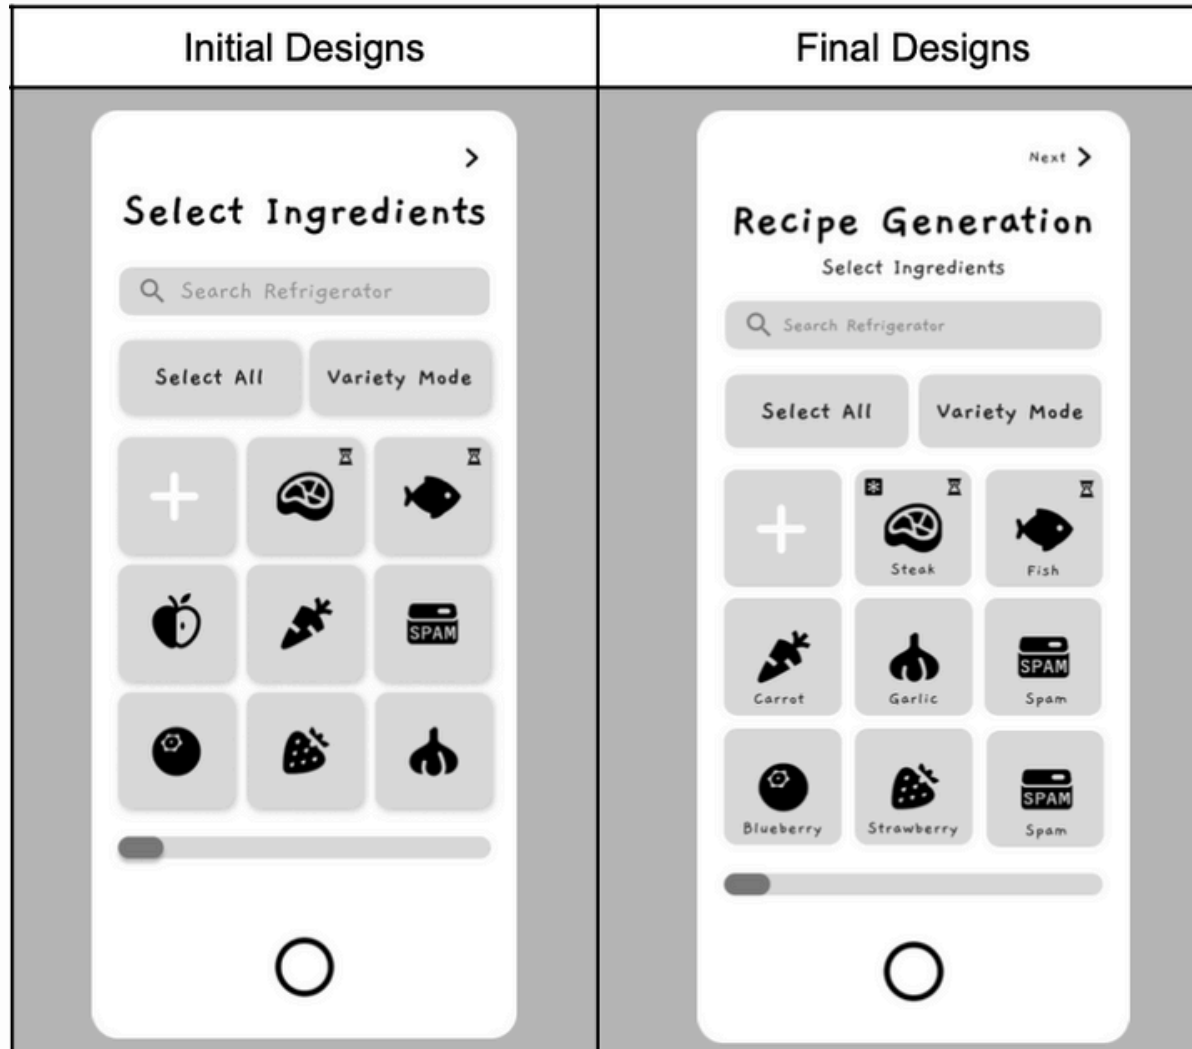 Initial Designs
Final Designs
Select Ingredients
Search Refrigerator
Select All
Variety Mode
SPAM
Next
Recipe Generation
Select Ingredients
Search Refrigerator
Select All
Variety Mode
Steak
Fish
SPAM
Carrot
Garlic
Spam
SPAM
Blueberry
Strawberry
Spam